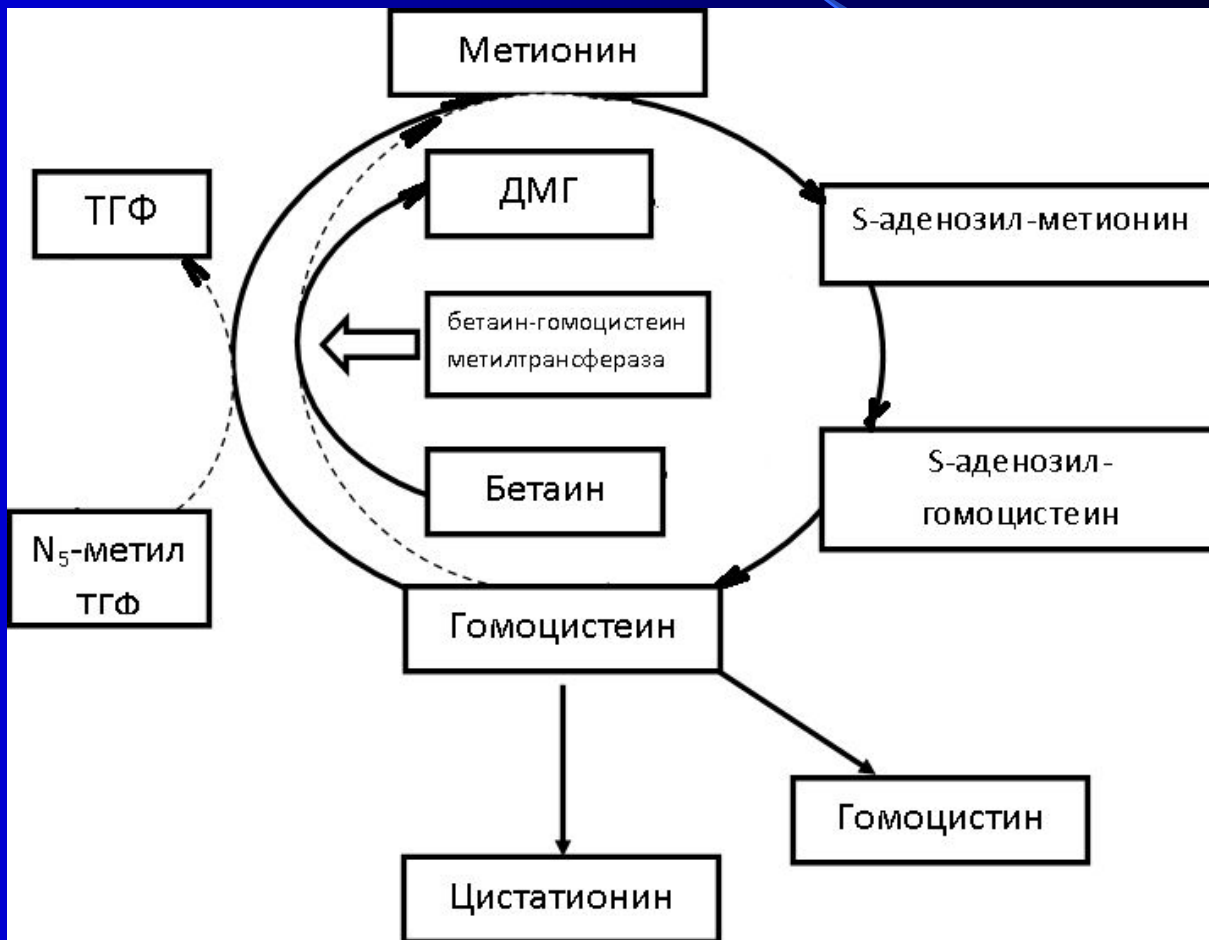 Метионин
ТГФ
ДМГ
S-аденозил-метионин
бетаин-гомоцистеин
метилтрансфераза
S-аденозил-
гомоцистеин
Бетаин
N₅-метил
ТГФ
Гомоцистеин
Гомоцистин
Цистатионин